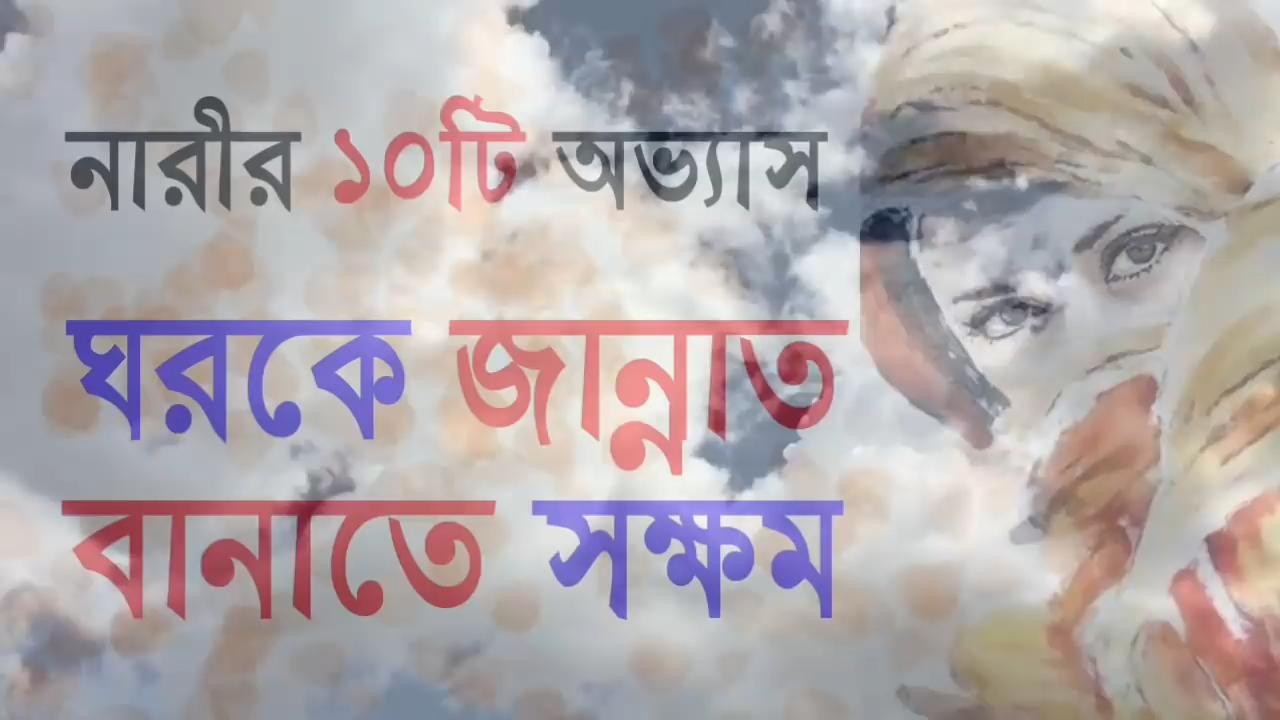 নারীর ১০টি অভ্যাস
ঘরকে জান্নাত
বানাতে সক্ষম